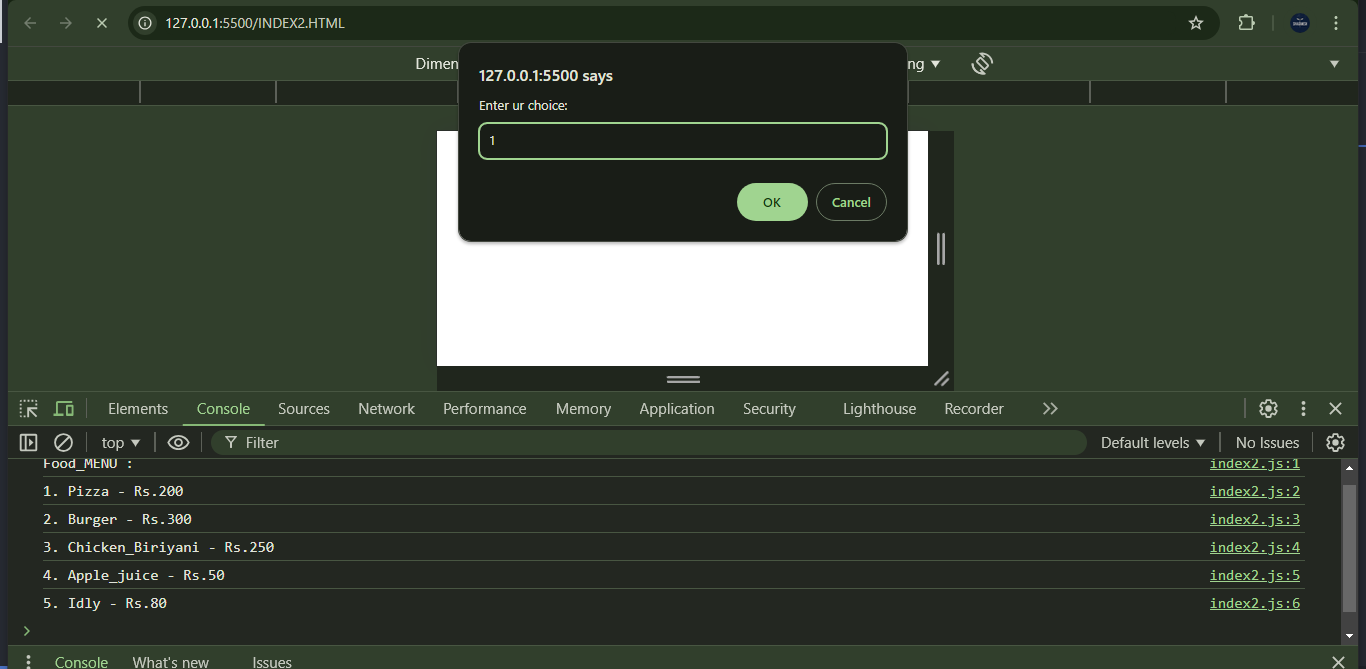 127.0.0.1:5500/INDEX2.HTML
Dimen
ng
127.0.0.1:5500 says
Enter ur choice:
1
OK Cancel
Elements Console Sources Network Performance Memory Application Security Lighthouse Recorder
top Filter Default levels No Issues
Food_MENU : index2.js:1
1. Pizza - Rs.200 index2.js:2
2. Burger - Rs.300 index2.js:3
3. Chicken_Biriyani - Rs.250 index2.js:4
4. Apple_juice - Rs.50 index2.js:5
5. Idly - Rs.80 index2.js:6
Console What's new Issues